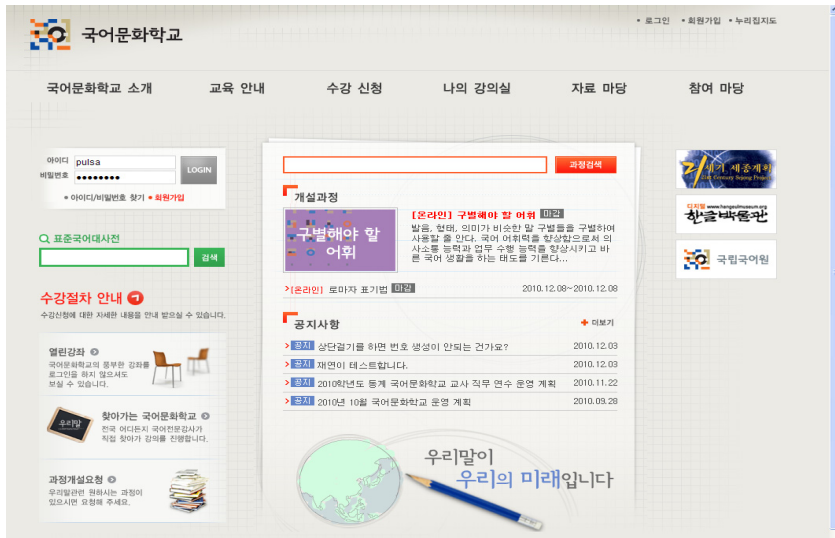 • 로그인 • 회원가입 • 누리집지도
국어문화학교
국어문화학교 소개 교육 안내 수강 신청 나의 강의실 자료 마당 참여 마당
아이디 pulsa
비밀번호 ●●●●●●●●
LOGIN
• 아이디/비밀번호 찾기 • 회원가입
표준국어대사전
검색
수강절차 안내
수강신청에 대한 자세한 내용을 안내 받으실 수 있습니다.
열린강좌
국어문화학교의 풍부한 강좌를
로그인을 하지 않으셔도
보실 수 있습니다.
우리말
찾아가는 국어문화학교
전국 어디든지 국어전문강사가
직접 찾아가 강의를 진행합니다.
과정개설요청
우리말관련 원하시는 과정이
있으시면 요청해 주세요.
과정검색
개설과정
구별해야 할
어휘
[온라인] 구별해야 할 어휘 마감
발음, 형태, 의미가 비슷한 말 구별들을 구별하여
사용할 줄 안다. 국어 어휘력을 향상함으로써 의
사소통 능력과 업무 수행 능력을 향상시키고 바
른 국어 생활을 하는 태도를 기른다...
>[온라인] 로마자 표기법 마감 2010.12.08~2010.12.08
공지사항
+ 더보기
> 공지 상단걸기를 하면 번호 생성이 안되는 건가요? 2010.12.03
> 공지 재연이 테스트합니다. 2010.12.03
> 공지 2010학년도 동계 국어문화학교 교사 직무 연수 운영 계획 2010.11.22
> 공지 2010년 10월 국어문화학교 운영 계획 2010.09.28
우리말이
우리의 미래입니다
21세기 세종계획
21st Century Sejong Project
디지털 www.hangeulmuseum.org
한글박물관
국립국어원